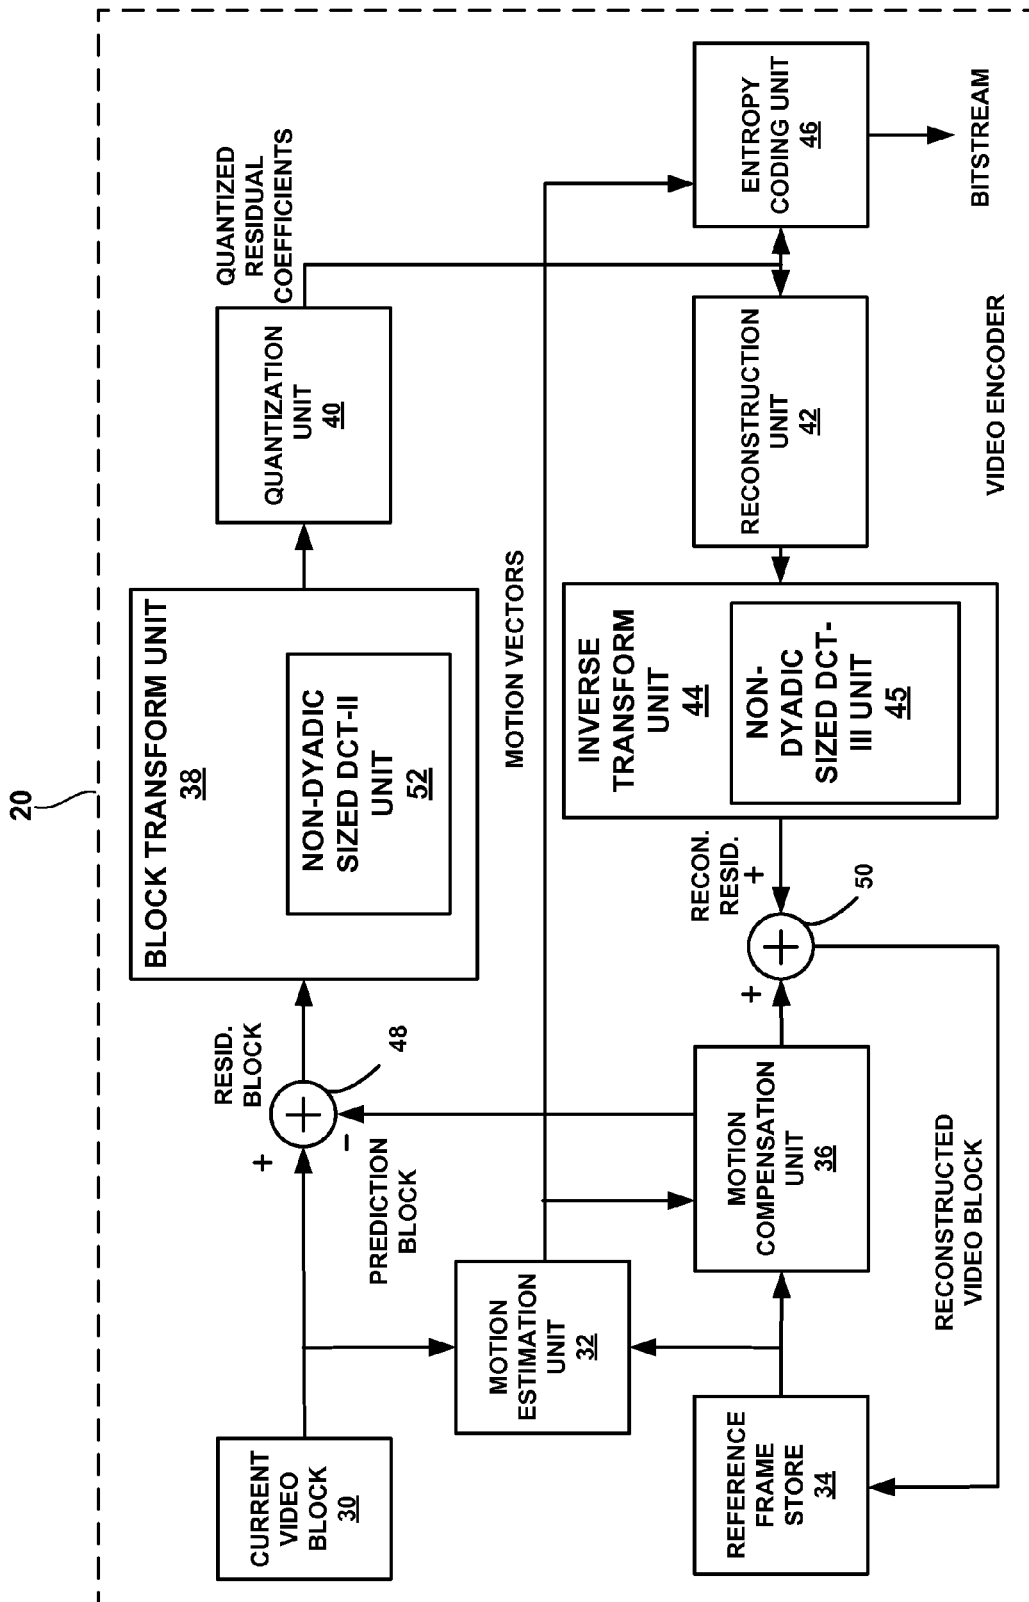 20
CURRENT
VIDEO
BLOCK
30
+
-
RESID.
BLOCK
48
PREDICTION
BLOCK
BLOCK TRANSFORM UNIT
38
NON-DYADIC
SIZED DCT-II
UNIT
52
QUANTIZATION
UNIT
40
QUANTIZED
RESIDUAL
COEFFICIENTS
MOTION
ESTIMATION
UNIT
32
MOTION VECTORS
REFERENCE
FRAME
STORE
34
MOTION
COMPENSATION
UNIT
36
+
+
RECON.
RESID.
50
INVERSE
TRANSFORM
UNIT
44
NON-
DYADIC
SIZED DCT-
III UNIT
45
RECONSTRUCTION
UNIT
42
ENTROPY
CODING UNIT
46
BITSTREAM
RECONSTRUCTED
VIDEO BLOCK
VIDEO ENCODER